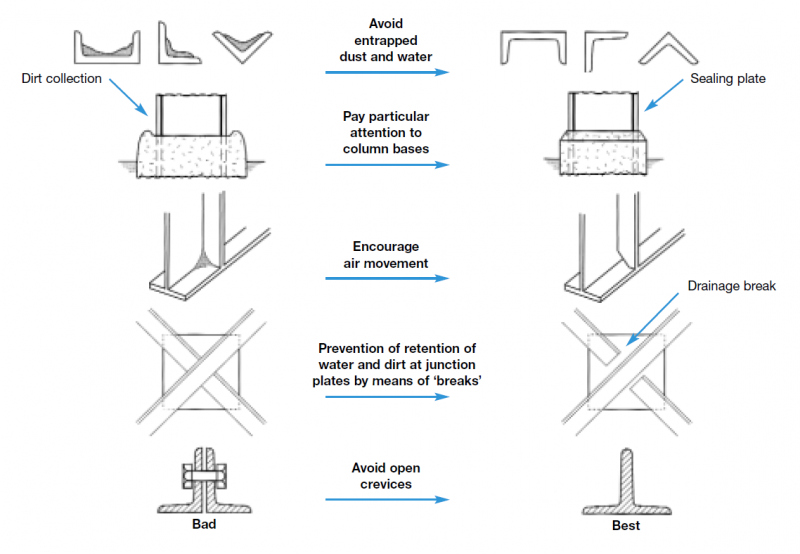 Avoid
entrapped
dust and water
Dirt collection
Sealing plate
Pay particular
attention to
column bases
Encourage
air movement
Drainage break
Prevention of retention of
water and dirt at junction
plates by means of ‘breaks’
Avoid open
crevices
Bad
Best